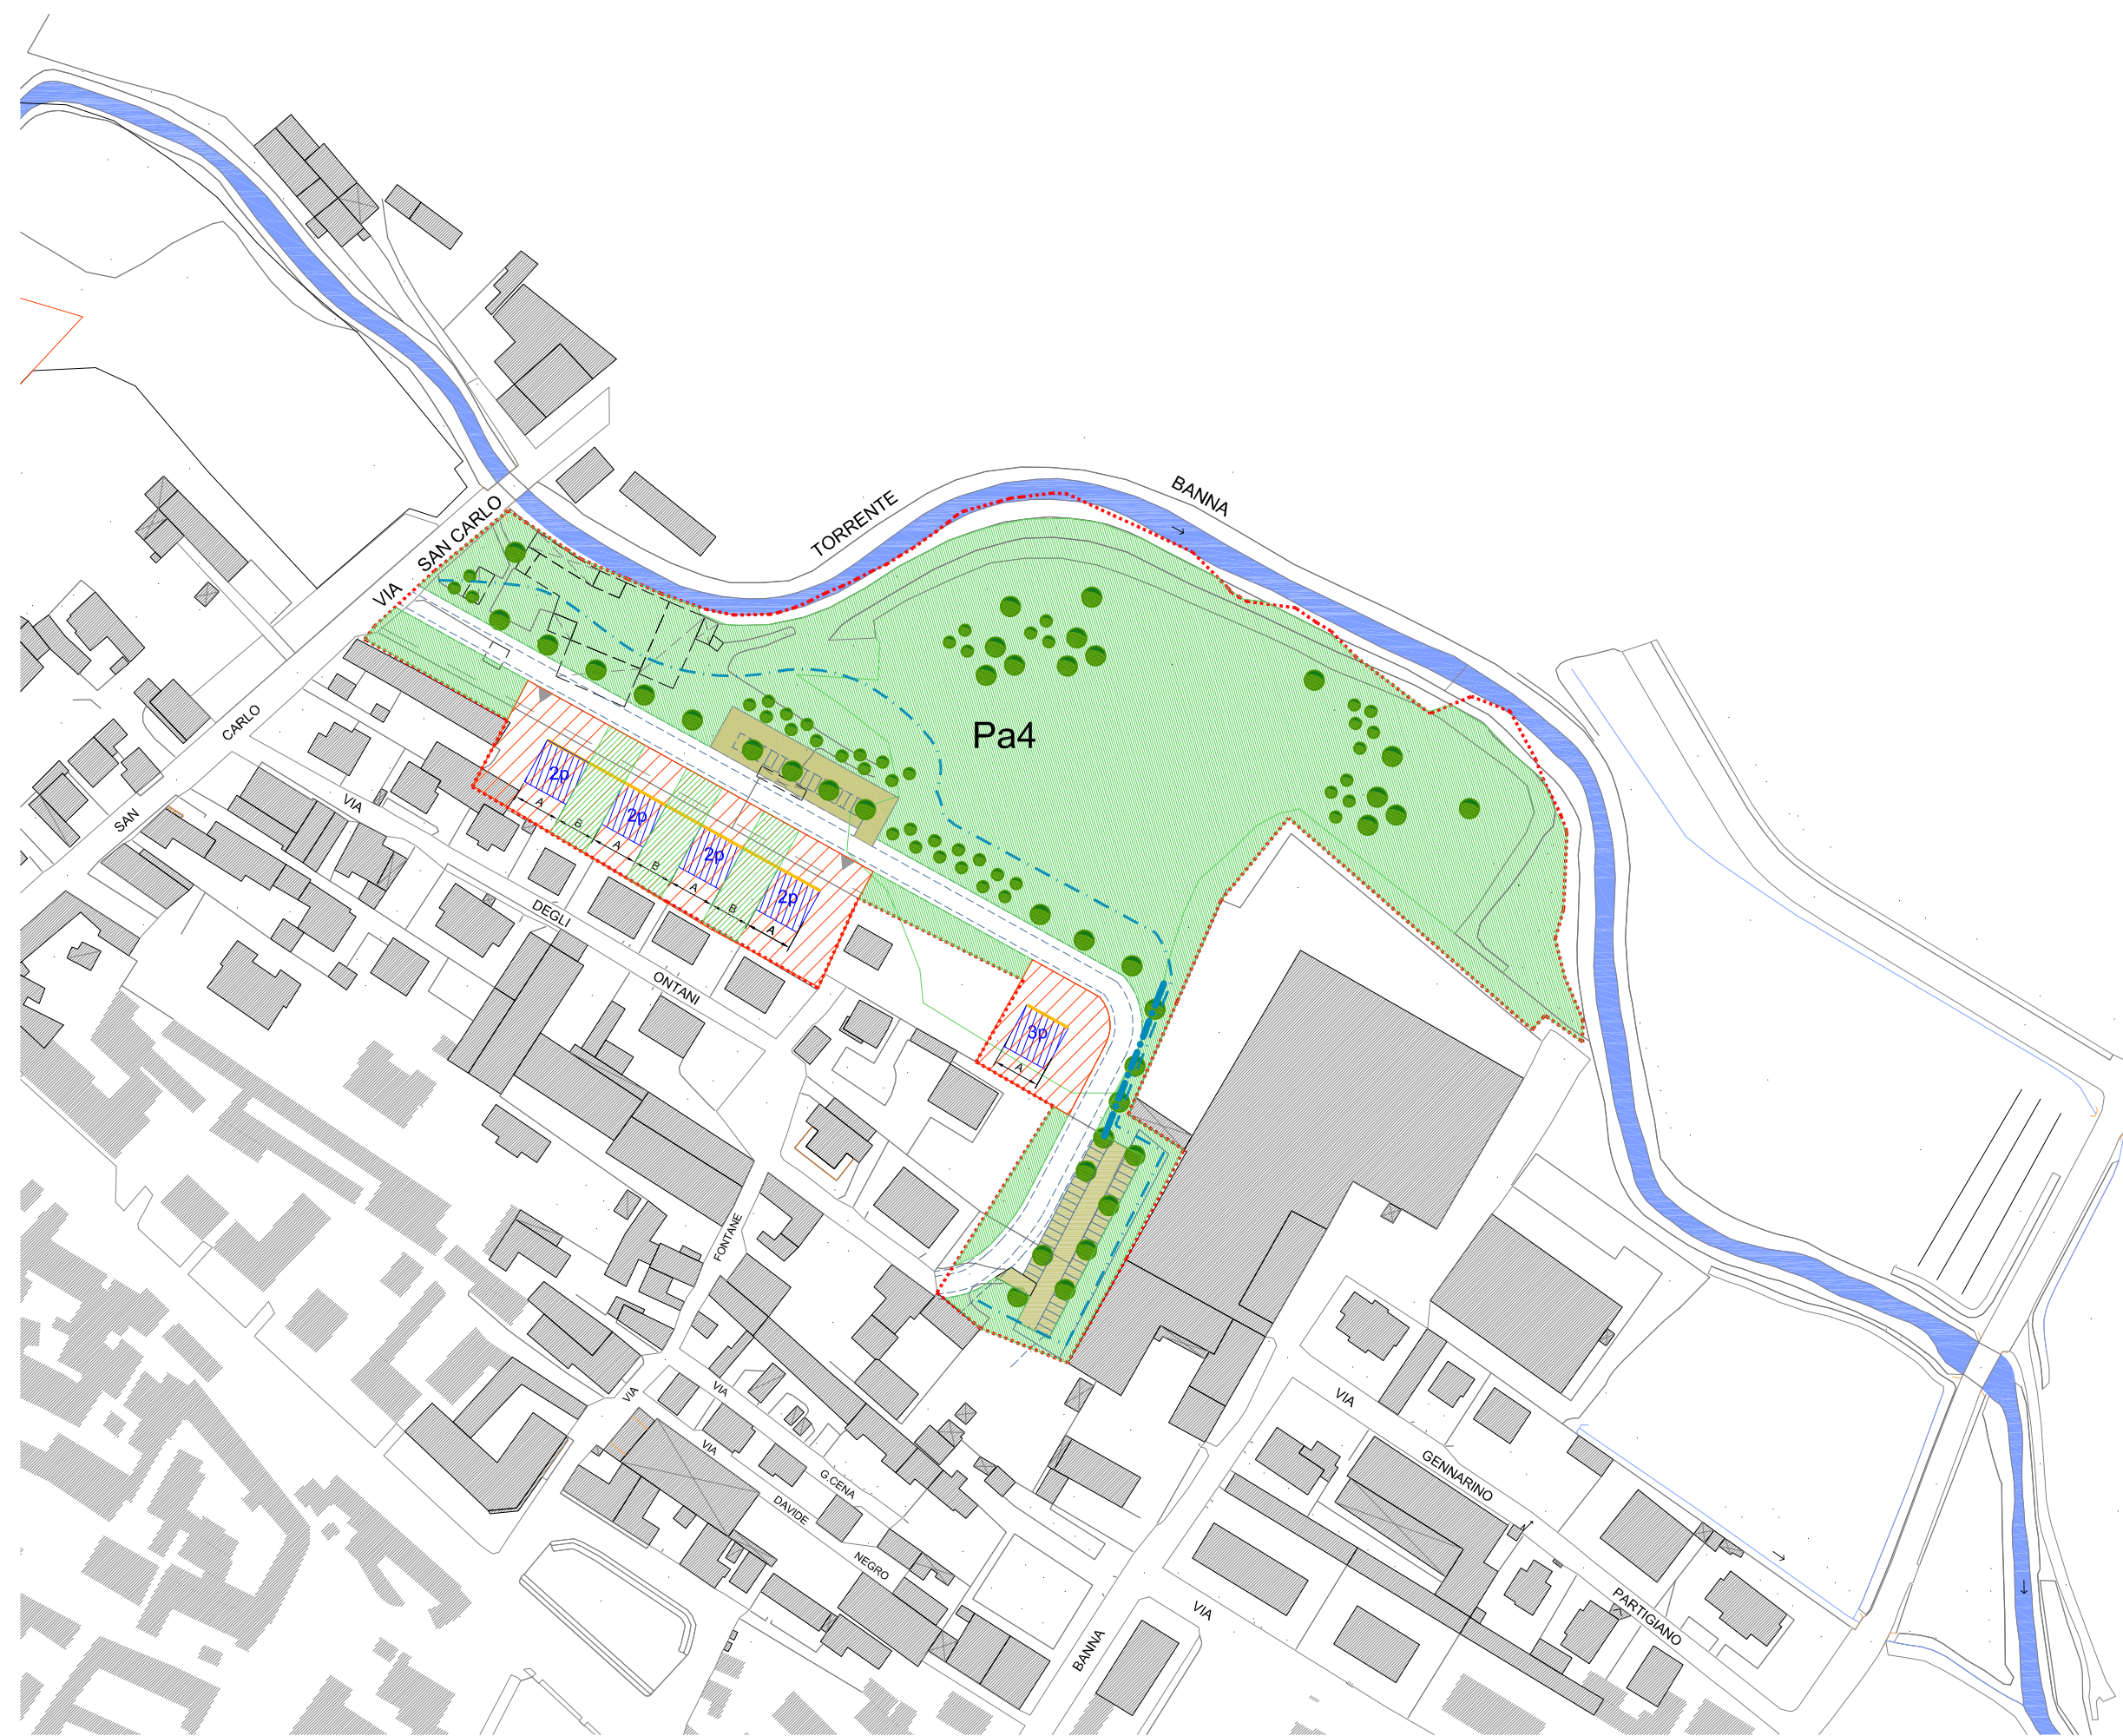 BANNA
TORRENTE
VIA SAN CARLO
Pa4
2p
2p
2p
2p
A
B
A
B
A
B
A
3p
A
SAN CARLO
VIA DEGLI ONTANI
VIA FONTANE
VIA G.CENA
VIA DAVIDE NEGRO
VIA GENNARINO PARTIGIANO
VIA BANNA